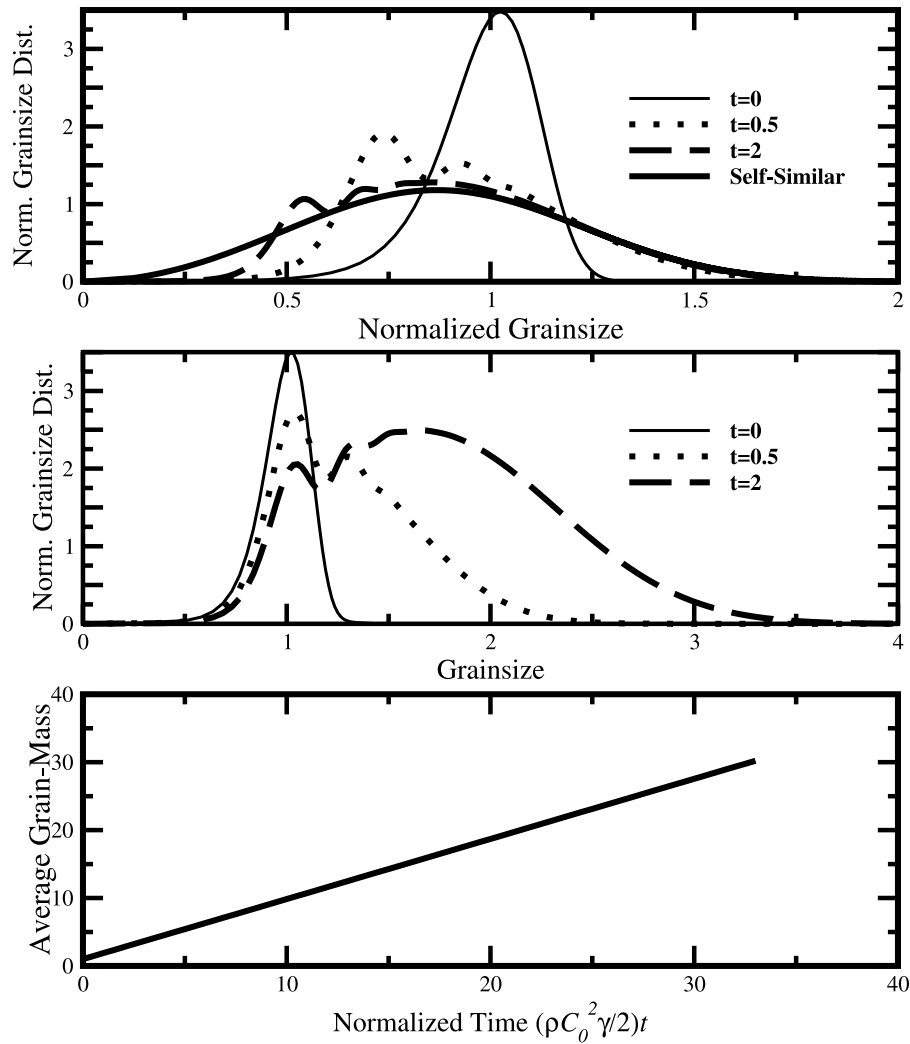 Norm. Grainsize Dist.
3
2
1
0
t=0
t=0.5
t=2
Self-Similar
0
0.5
1
1.5
2
Normalized Grainsize
Norm. Grainsize Dist.
3
2
1
0
t=0
t=0.5
t=2
0
1
2
3
4
Grainsize
Average Grain-Mass
40
30
20
10
0
0
10
20
30
40
Normalized Time (ρC₀²γ/2)t